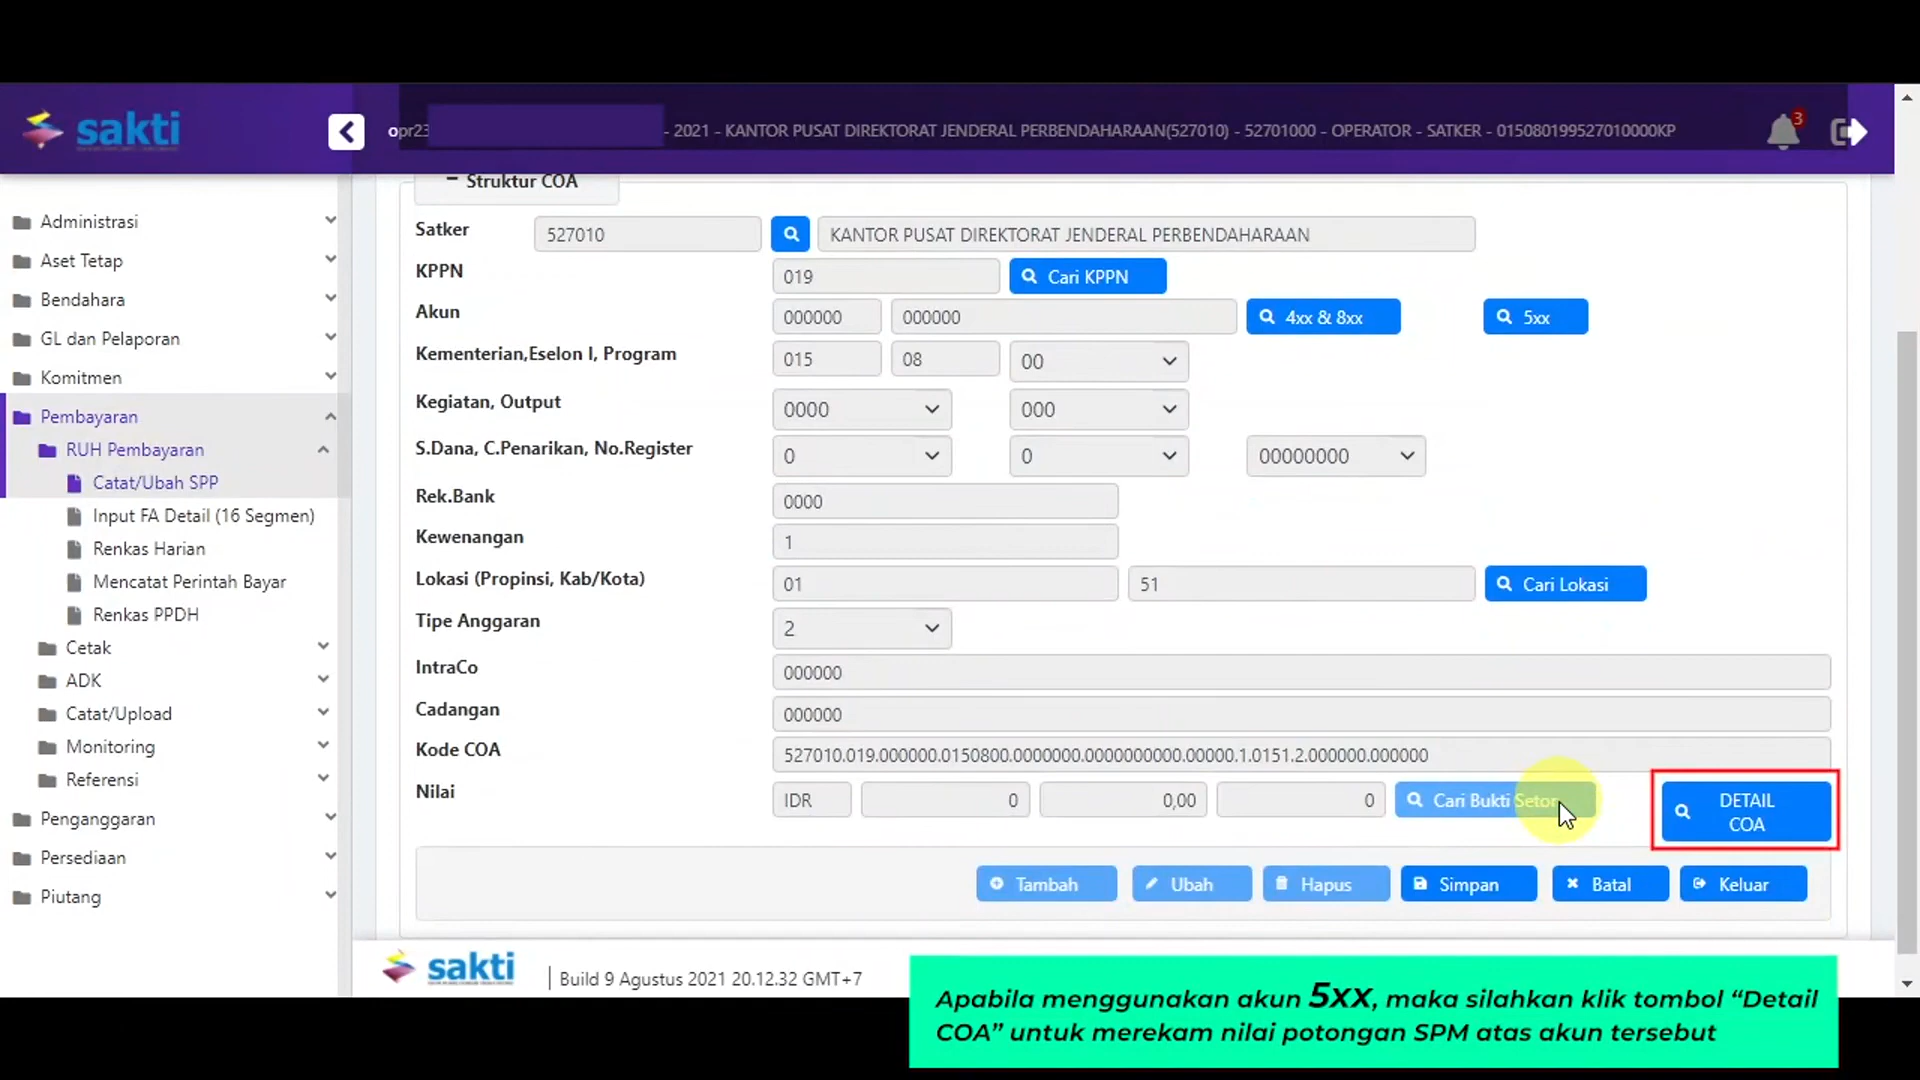 sakti
opr23 - 2021 - KANTOR PUSAT DIREKTORAT JENDERAL PERBENDAHARAAN(527010) - 52701000 - OPERATOR - SATKER - 015080199527010000KP
3
Administrasi
Aset Tetap
Bendahara
GL dan Pelaporan
Komitmen
Pembayaran
RUH Pembayaran
Catat/Ubah SPP
Input FA Detail (16 Segmen)
Renkas Harian
Mencatat Perintah Bayar
Renkas PPDH
Cetak
ADK
Catat/Upload
Monitoring
Referensi
Penganggaran
Persediaan
Piutang
Struktur COA
Satker 527010 KANTOR PUSAT DIREKTORAT JENDERAL PERBENDAHARAAN
KPPN 019 Cari KPPN
Akun 000000 000000 4xx & 8xx 5xx
Kementerian,Eselon I, Program 015 08 00
Kegiatan, Output 0000 000
S.Dana, C.Penarikan, No.Register 0 0 00000000
Rek.Bank 0000
Kewenangan 1
Lokasi (Propinsi, Kab/Kota) 01 51 Cari Lokasi
Tipe Anggaran 2
IntraCo 000000
Cadangan 000000
Kode COA 527010.019.000000.0150800.0000000.0000000000.00000.1.0151.2.000000.000000
Nilai IDR 0 0,00 0 Cari Bukti Setor DETAIL
COA
Tambah Ubah Hapus Simpan Batal Keluar
sakti | Build 9 Agustus 2021 20.12.32 GMT+7
Apabila menggunakan akun 5xx, maka silahkan klik tombol “Detail
COA” untuk merekam nilai potongan SPM atas akun tersebut